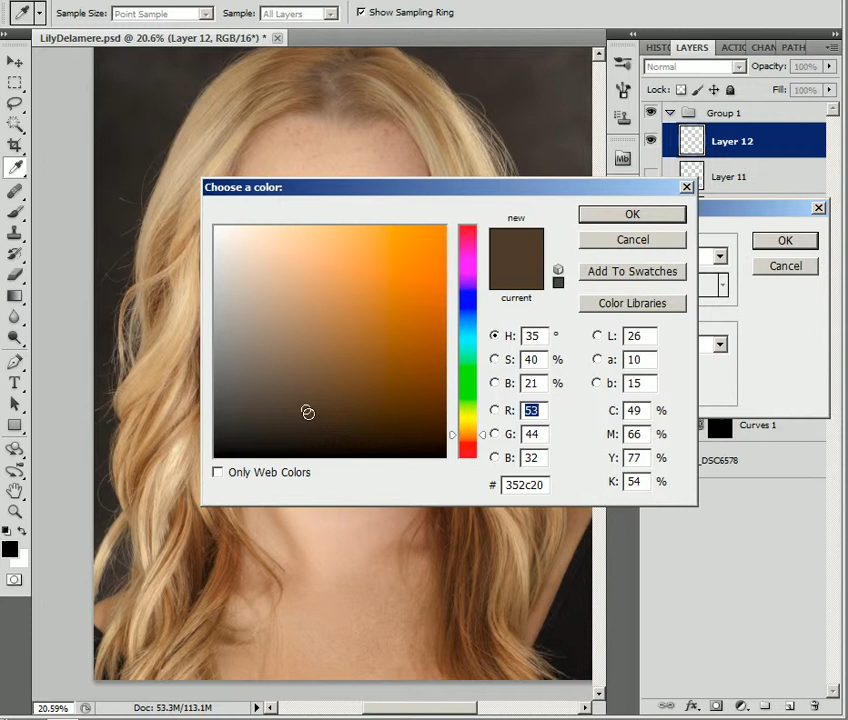 Sample Size: Point Sample Sample: All Layers Show Sampling Ring
LilyDelamere.psd @ 20.6% (Layer 12, RGB/16*) *
HISTO LAYERS ACTIO CHAN PATH
Normal Opacity: 100%
Lock: Fill: 100%
Group 1
Layer 12
Layer 11
Choose a color:
new
current
OK
Cancel
Add To Swatches
Color Libraries
H: 35 °
S: 40 %
B: 21 %
R: 53
G: 44
B: 32
# 352c20
L: 26
a: 10
b: 15
C: 49 %
M: 66 %
Y: 77 %
K: 54 %
Only Web Colors
OK
Cancel
Mb
Curves 1
_DSC6578
20.59% Doc: 53.3M/113.1M
fx